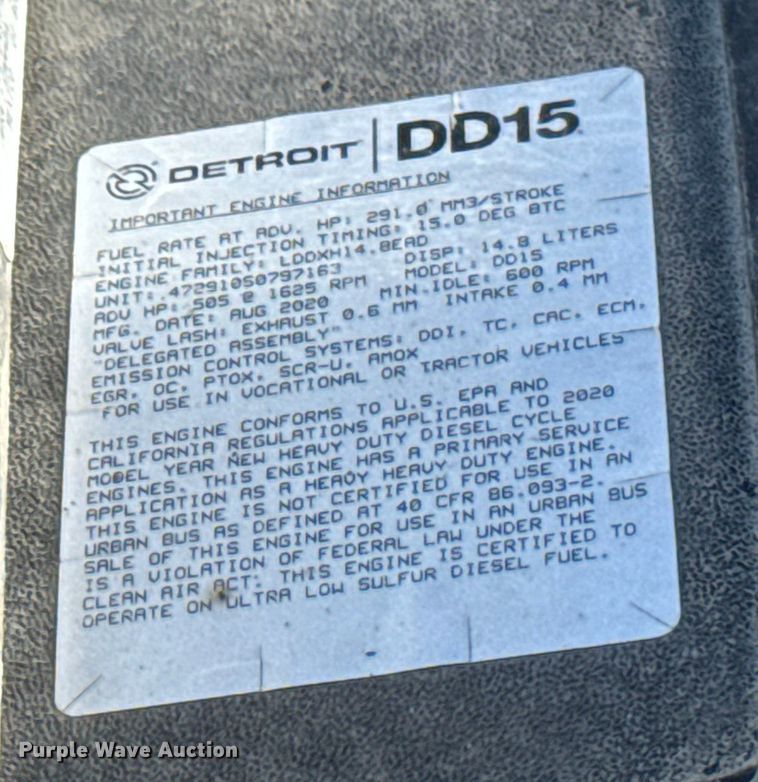 DETROIT | DD15
IMPORTANT ENGINE INFORMATION
FUEL RATE AT ADV. HP: 291.0 MM3/STROKE
INITIAL INJECTION TIMING: 15.0 DEG BTC
ENGINE FAMILY: LDDXH14.8EAD DISP: 14.8 LITERS
UNIT: 472910S0797163 MODEL: DD15
ADV HP: 505 @ 1625 RPM MIN.IDLE: 600 RPM
MFG. DATE: AUG 2020
VALVE LASH: EXHAUST 0.6 MM INTAKE 0.4 MM
"DELEGATED ASSEMBLY"
EMISSION CONTROL SYSTEMS: DDI, TC, CAC, ECM,
EGR, OC, PTOX, SCR-U, AMOX
FOR USE IN VOCATIONAL OR TRACTOR VEHICLES
THIS ENGINE CONFORMS TO U.S. EPA AND
CALIFORNIA REGULATIONS APPLICABLE TO 2020
MODEL YEAR NEW HEAVY DUTY DIESEL CYCLE
ENGINES. THIS ENGINE HAS A PRIMARY SERVICE
APPLICATION AS A HEAVY HEAVY DUTY ENGINE.
THIS ENGINE IS NOT CERTIFIED FOR USE IN AN
URBAN BUS AS DEFINED AT 40 CFR 86.093-2.
SALE OF THIS ENGINE FOR USE IN AN URBAN BUS
IS A VIOLATION OF FEDERAL LAW UNDER THE
CLEAN AIR ACT. THIS ENGINE IS CERTIFIED TO
OPERATE ON ULTRA LOW SULFUR DIESEL FUEL.
Purple Wave Auction